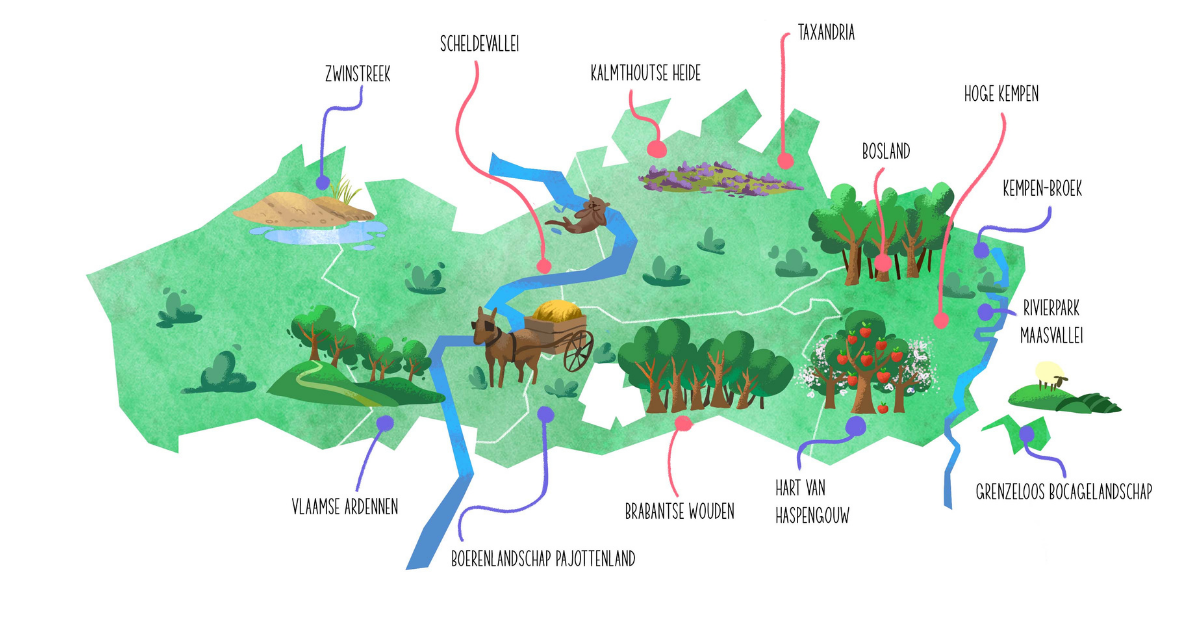 TAXANDRIA
SCHELDEVALLEI
ZWINSTREEK
KALMTHOUTSE HEIDE
HOGE KEMPEN
BOSLAND
KEMPEN-BROEK
RIVIERPARK
MAASVALLEI
VLAAMSE ARDENNEN
BOERENLANDSCHAP PAJOTTENLAND
BRABANTSE WOUDEN
HART VAN
HASPENGOUW
GRENZELOOS BOCAGELANDSCHAP